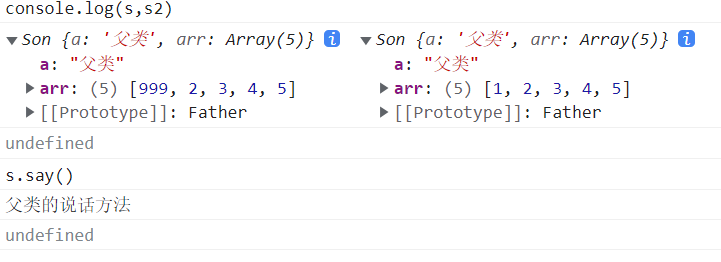 console.log(s,s2)
Son {a: '父类', arr: Array(5)} i Son {a: '父类', arr: Array(5)} i
a: "父类" a: "父类"
arr: (5) [999, 2, 3, 4, 5] arr: (5) [1, 2, 3, 4, 5]
[[Prototype]]: Father [[Prototype]]: Father
undefined
s.say()
父类的说话方法
undefined